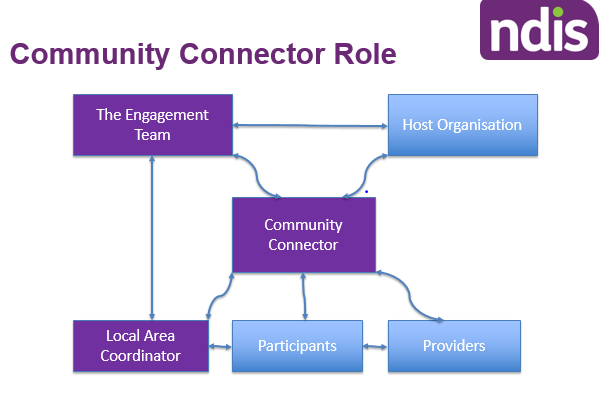 ndis
Community Connector Role
The Engagement
Team
Host Organisation
Community
Connector
Local Area
Coordinator
Participants
Providers